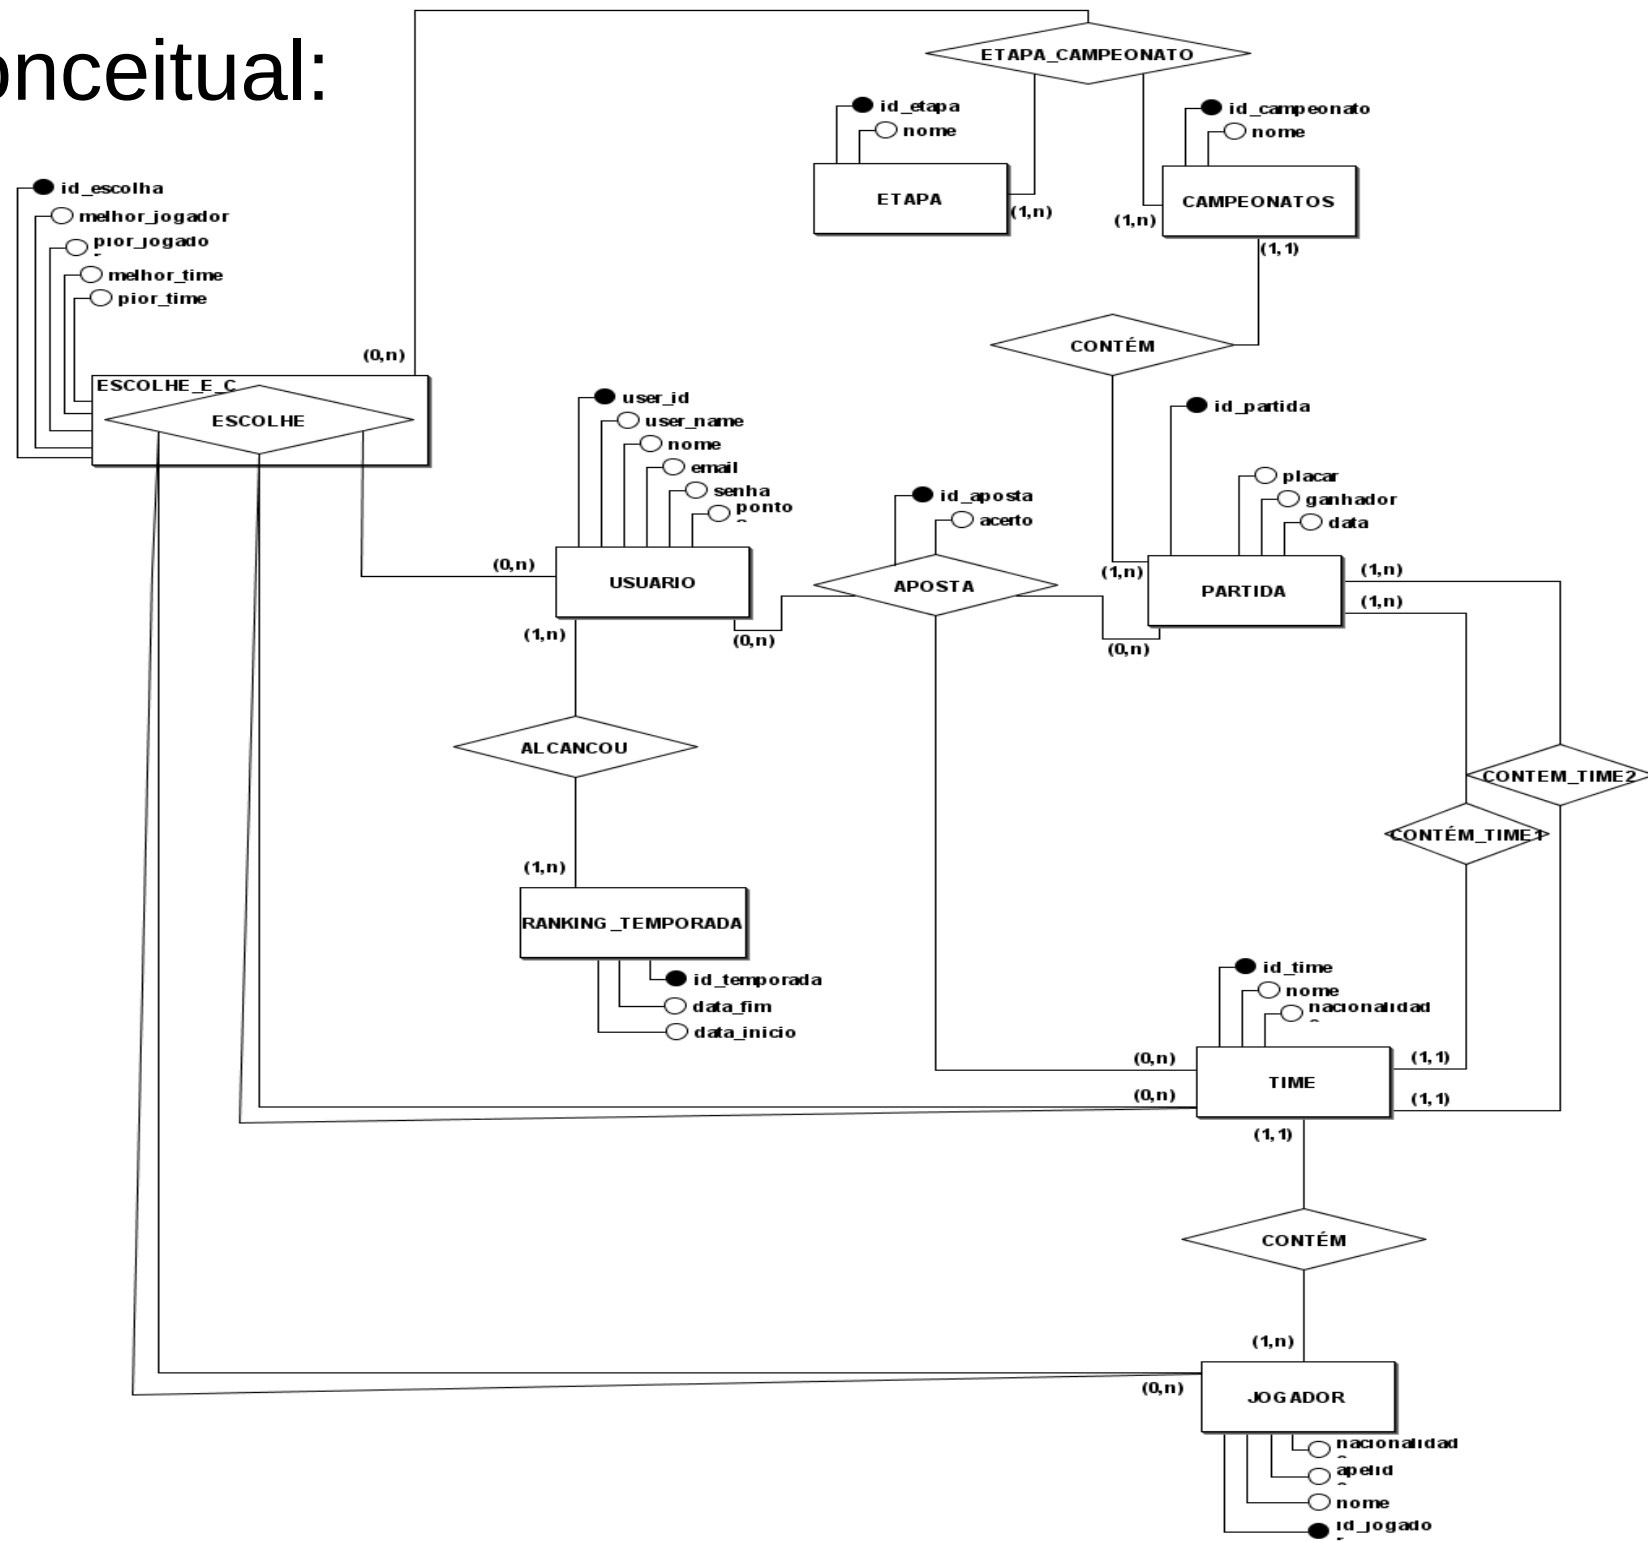 onceitual:
ETAPA_CAMPEONATO
id_etapa
nome
id_campeonato
nome
ETAPA
(1,n)
CAMPEONATOS
(1,n)
(1,1)
id_escolha
melhor_jogador
pior_jogado
melhor_time
pior_time
(0,n)
ESCOLHE_E_C
ESCOLHE
CONTÉM
user_id
user_name
nome
email
senha
ponto
USUARIO
(0,n)
(1,n)
(0,n)
id_aposta
acerto
APOSTA
id_partida
placar
ganhador
data
PARTIDA
(1,n)
(0,n)
(1,n)
(1,n)
ALCANCOU
(1,n)
RANKING_TEMPORADA
id_temporada
data_fim
data_inicio
CONTEM_TIME2
CONTÉM_TIME1
id_time
nome
nacionalidad
TIME
(0,n)
(0,n)
(1,1)
(1,1)
(1,1)
CONTÉM
(1,n)
(0,n)
JOGADOR
nacionalidad
apelid
nome
id_jogado